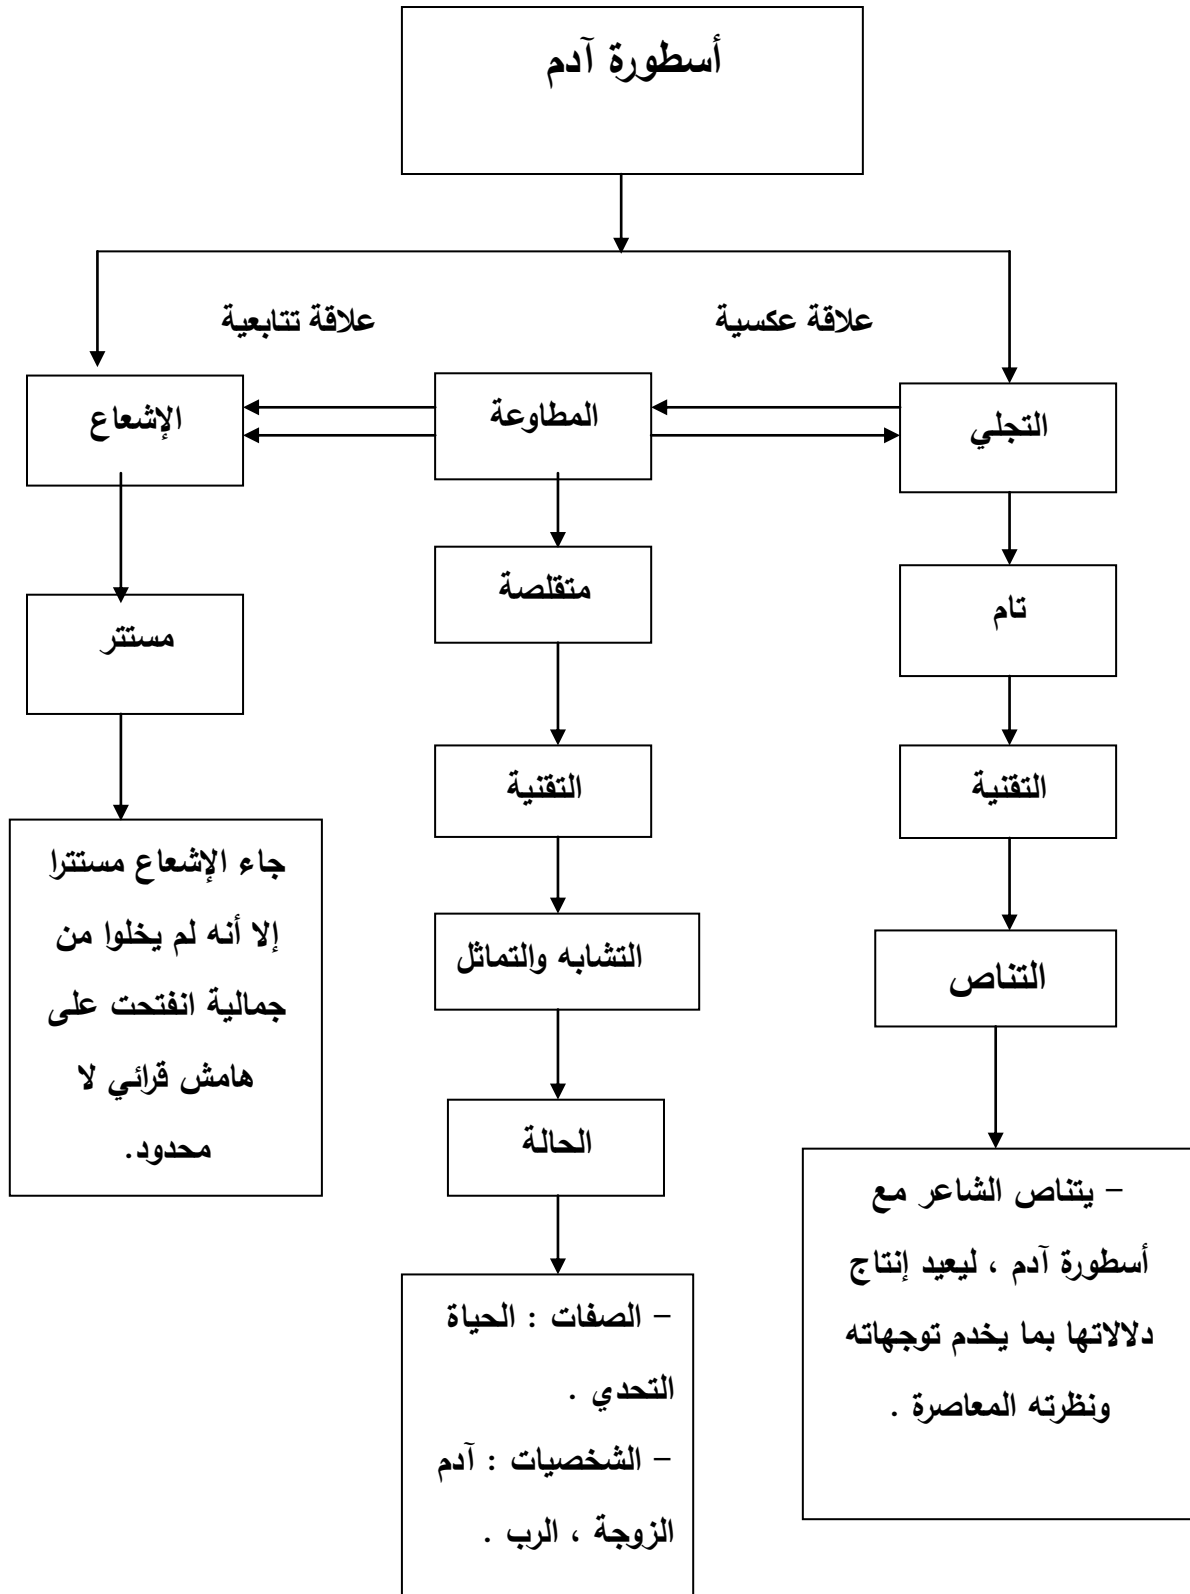 أسطورة آدم
علاقة عكسية
علاقة تتابعية
التجلي
المطاوعة
الإشعاع
تام
متقلصة
مستتر
التقنية
التقنية
التناص
التشابه والتماثل
جاء الإشعاع مستترا
إلا أنه لم يخلوا من
جمالية انفتحت على
هامش قرائي لا
محدود.
الحالة
– يتناص الشاعر مع
أسطورة آدم ، ليعيد إنتاج
دلالاتها بما يخدم توجهاته
ونظرته المعاصرة .
– الصفات : الحياة
التحدي .
– الشخصيات : آدم
الزوجة ، الرب .